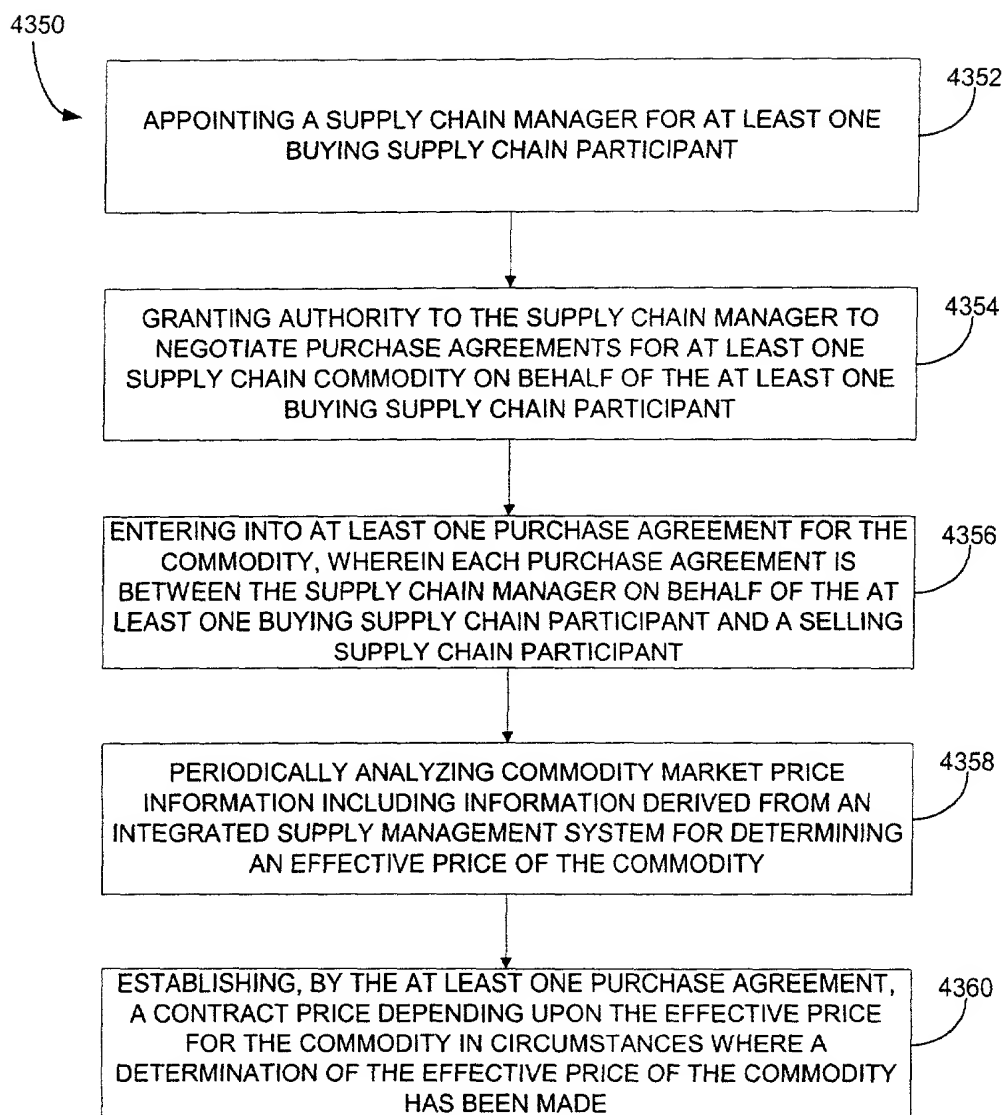 4350
4352
APPOINTING A SUPPLY CHAIN MANAGER FOR AT LEAST ONE
BUYING SUPPLY CHAIN PARTICIPANT
4354
GRANTING AUTHORITY TO THE SUPPLY CHAIN MANAGER TO
NEGOTIATE PURCHASE AGREEMENTS FOR AT LEAST ONE
SUPPLY CHAIN COMMODITY ON BEHALF OF THE AT LEAST ONE
BUYING SUPPLY CHAIN PARTICIPANT
4356
ENTERING INTO AT LEAST ONE PURCHASE AGREEMENT FOR THE
COMMODITY, WHEREIN EACH PURCHASE AGREEMENT IS
BETWEEN THE SUPPLY CHAIN MANAGER ON BEHALF OF THE AT
LEAST ONE BUYING SUPPLY CHAIN PARTICIPANT AND A SELLING
SUPPLY CHAIN PARTICIPANT
4358
PERIODICALLY ANALYZING COMMODITY MARKET PRICE
INFORMATION INCLUDING INFORMATION DERIVED FROM AN
INTEGRATED SUPPLY MANAGEMENT SYSTEM FOR DETERMINING
AN EFFECTIVE PRICE OF THE COMMODITY
4360
ESTABLISHING, BY THE AT LEAST ONE PURCHASE AGREEMENT,
A CONTRACT PRICE DEPENDING UPON THE EFFECTIVE PRICE
FOR THE COMMODITY IN CIRCUMSTANCES WHERE A
DETERMINATION OF THE EFFECTIVE PRICE OF THE COMMODITY
HAS BEEN MADE